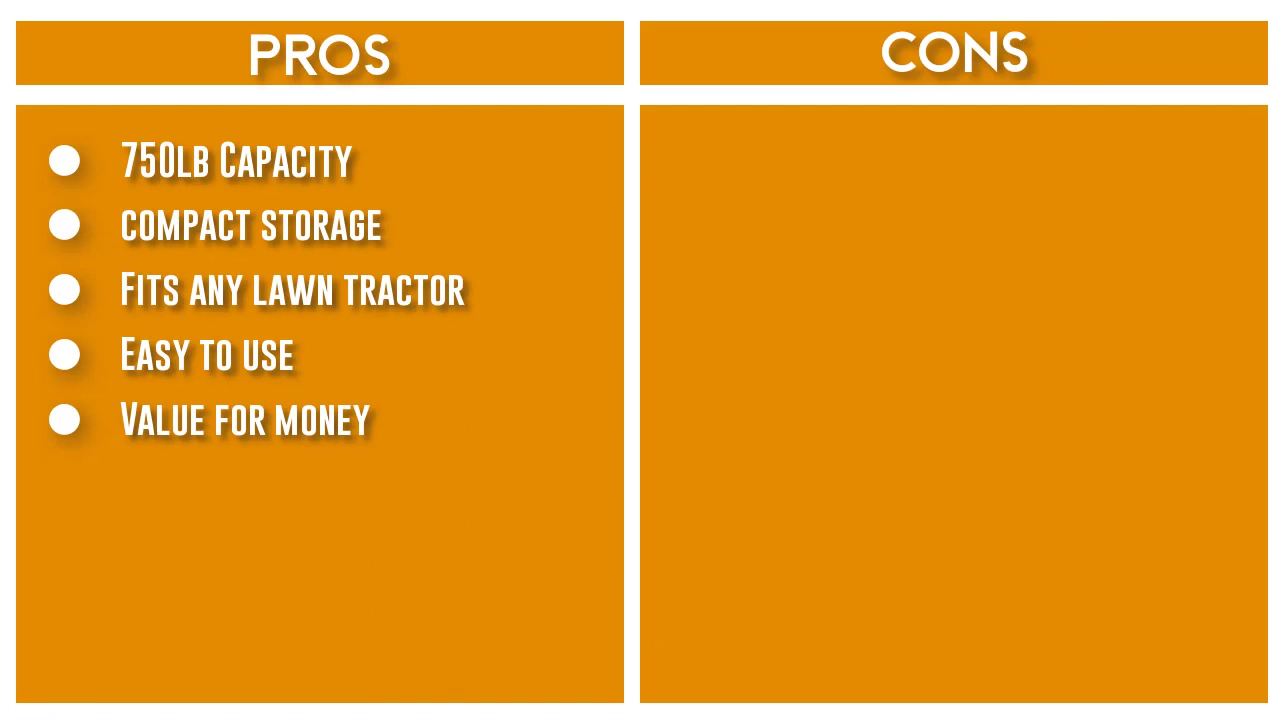 PROS
CONS
750lb Capacity
compact storage
Fits any lawn tractor
Easy to use
Value for money